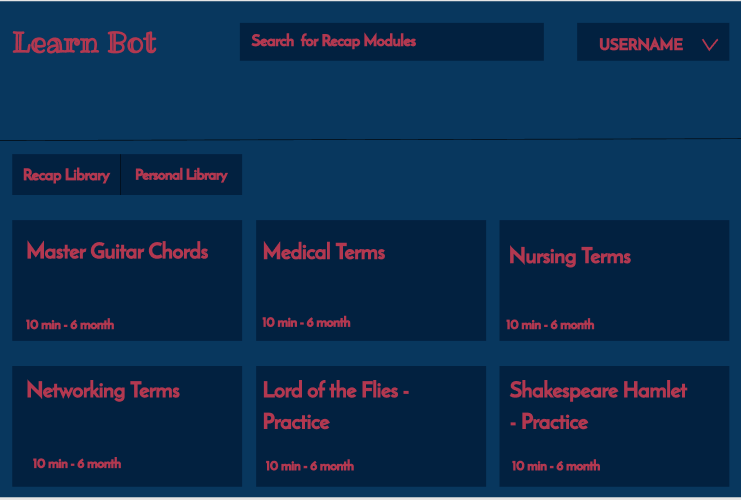 Learn Bot
Search for Recap Modules
USERNAME
Recap Library
Personal Library
Master Guitar Chords
10 min - 6 month
Medical Terms
10 min - 6 month
Nursing Terms
10 min - 6 month
Networking Terms
10 min - 6 month
Lord of the Flies -
Practice
10 min - 6 month
Shakespeare Hamlet
- Practice
10 min - 6 month